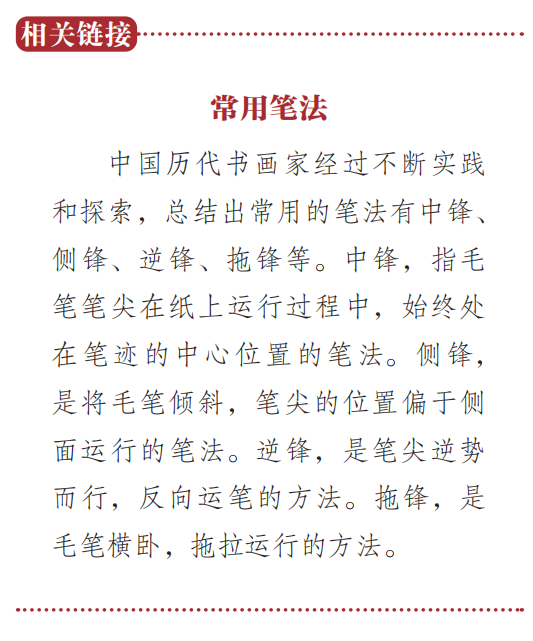 相关链接
常用笔法
中国历代书画家经过不断实践
和探索，总结出常用的笔法有中锋、
侧锋、逆锋、拖锋等。中锋，指毛
笔笔尖在纸上运行过程中，始终处
在笔迹的中心位置的笔法。侧锋，
是将毛笔倾斜，笔尖的位置偏于侧
面运行的笔法。逆锋，是笔尖逆势
而行，反向运笔的方法。拖锋，是
毛笔横卧，拖拉运行的方法。